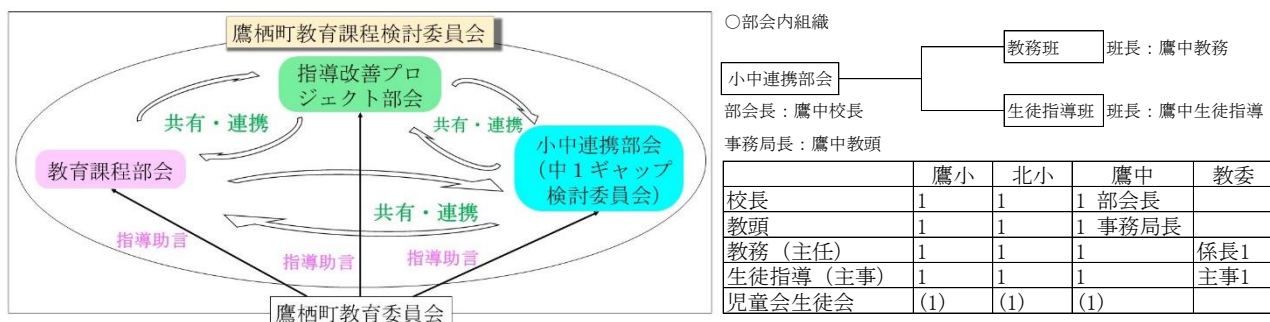 鷹栖町教育課程検討委員会
指導改善プロ
ジェクト部会
共有・連携
共有・連携
教育課程部会
小中連携部会
(中1ギャップ
検討委員会)
共有・連携
指導助言
指導助言
指導助言
鷹栖町教育委員会
○部会内組織
教務班 班長：鷹中教務
小中連携部会
部会長：鷹中校長
生徒指導班 班長：鷹中生徒指導
事務局長：鷹中教頭
鷹小 北小 鷹中 教委
校長 1 1 1 部会長
教頭 1 1 1 事務局長
教務（主任） 1 1 1 係長1
生徒指導（主事） 1 1 1 主事1
児童会生徒会 (1) (1) (1)